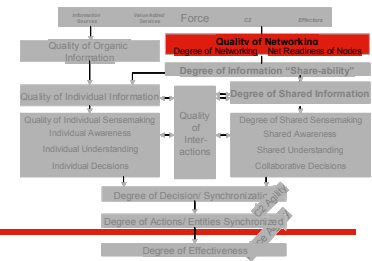 Information Sources
Value Added Services
Force
C2
Effectors
Quality of Organic
Information
Quality of Networking
Degree of Networking Net Readiness of Nodes
Degree of Information “Share-ability”
Quality of Individual Information
Degree of Shared Information
Quality of Individual Sensemaking
Individual Awareness
Individual Understanding
Individual Decisions
Quality
of
Inter-
actions
Degree of Shared Sensemaking
Shared Awareness
Shared Understanding
Collaborative Decisions
Degree of Decision/ Synchronizatio
C2 Agility
Degree of Actions/ Entities Synchronized
Degree of Effectiveness